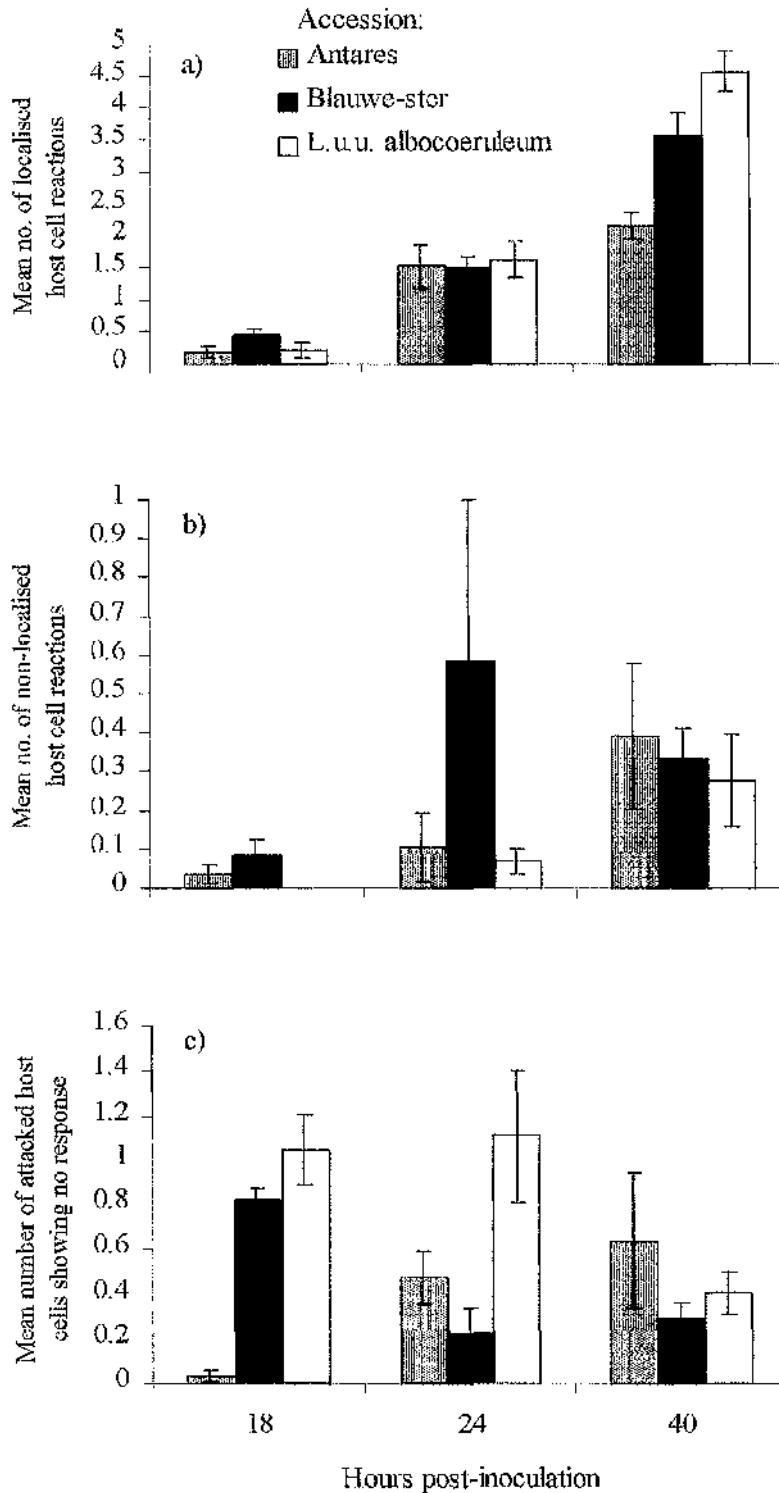 Accession:
a)
Antares
Blauwe-ster
L.u.u. albocoeruleum
Mean no. of localised
host cell reactions
5
4.5
4
3.5
3
2.5
2
1.5
1
0.5
0
b)
Mean no. of non-localised
host cell reactions
1
0.9
0.8
0.7
0.6
0.5
0.4
0.3
0.2
0.1
0
c)
Mean number of attacked host
cells showing no response
1.6
1.4
1.2
1
0.8
0.6
0.4
0.2
0
18
24
40
Hours post-inoculation